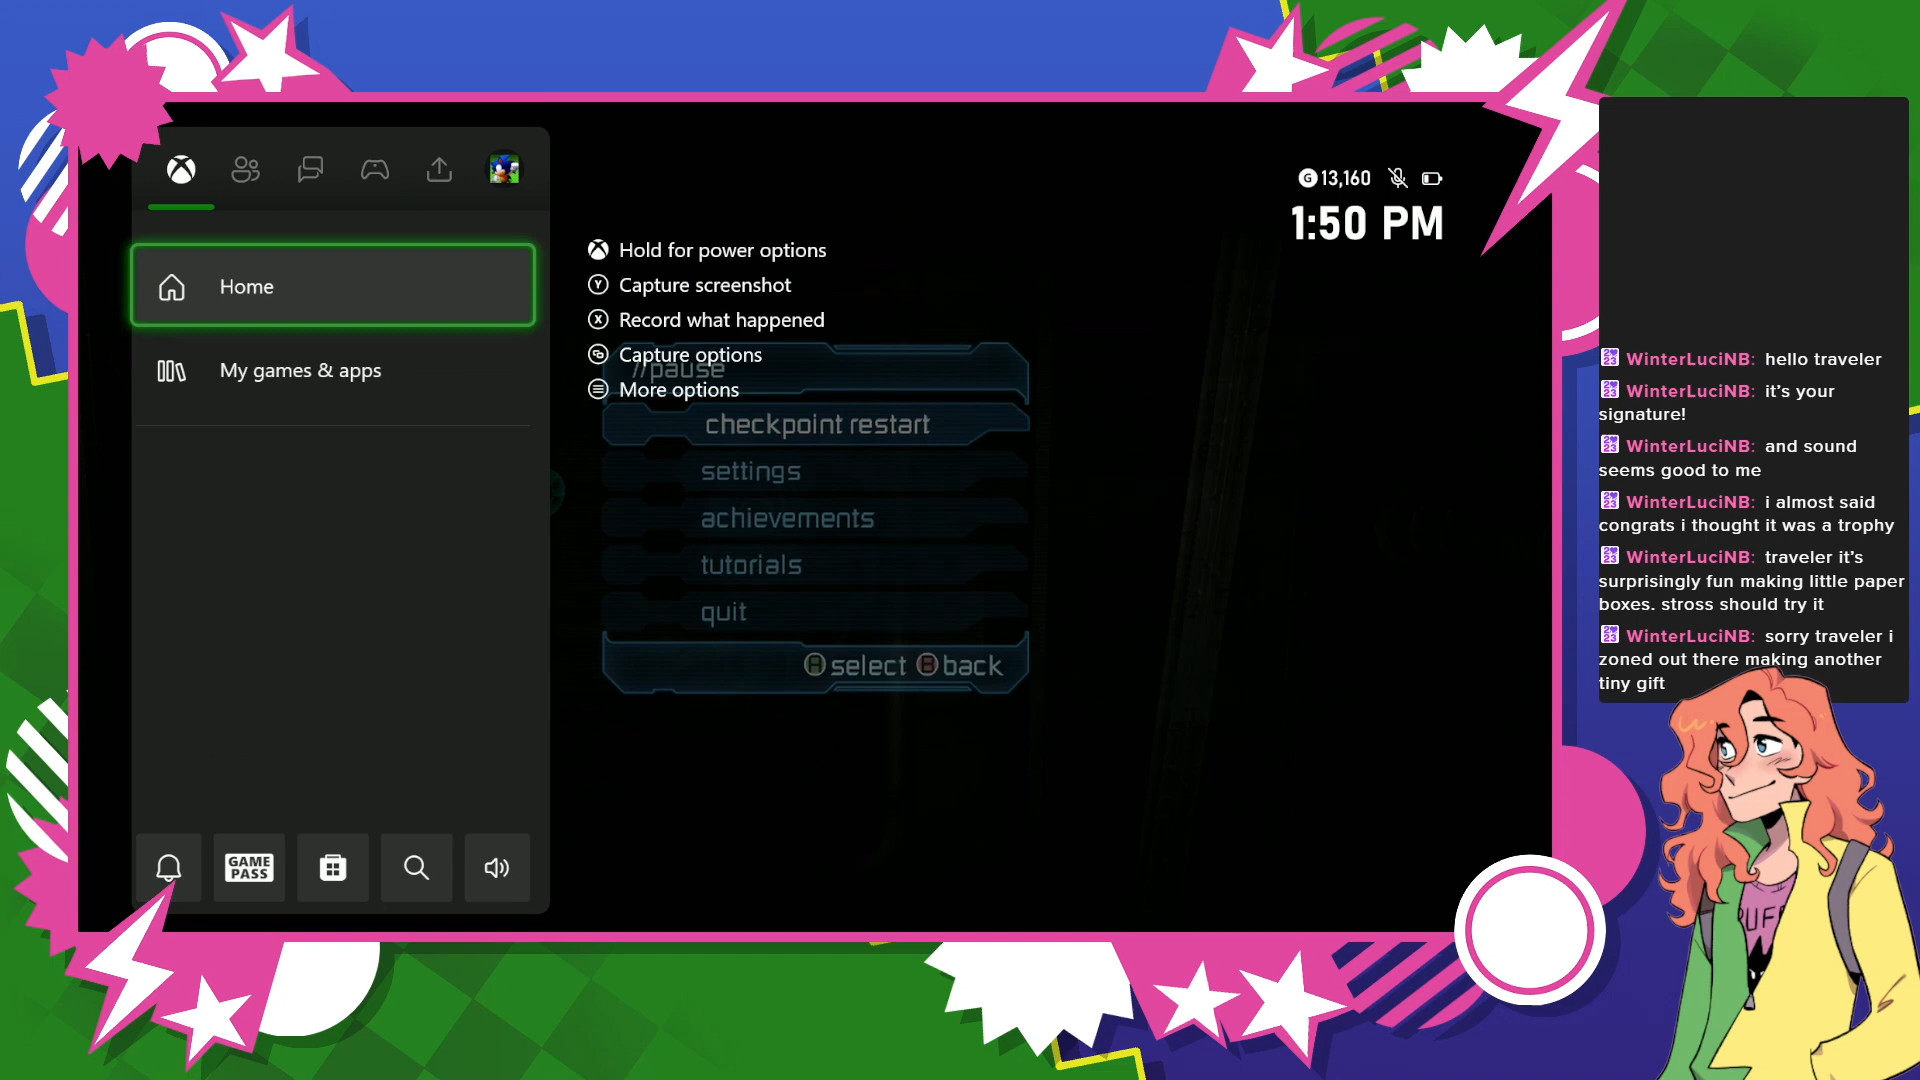 G 13,160
1:50 PM
Hold for power options
Y Capture screenshot
X Record what happened
Capture options
More options
Home
My games & apps
GAME
PASS
//pause
checkpoint restart
settings
achievements
tutorials
quit
A select B back
WinterLuciNB: hello traveler
WinterLuciNB: it’s your
signature!
WinterLuciNB: and sound
seems good to me
WinterLuciNB: i almost said
congrats i thought it was a trophy
WinterLuciNB: traveler it’s
surprisingly fun making little paper
boxes. stross should try it
WinterLuciNB: sorry traveler i
zoned out there making another
tiny gift